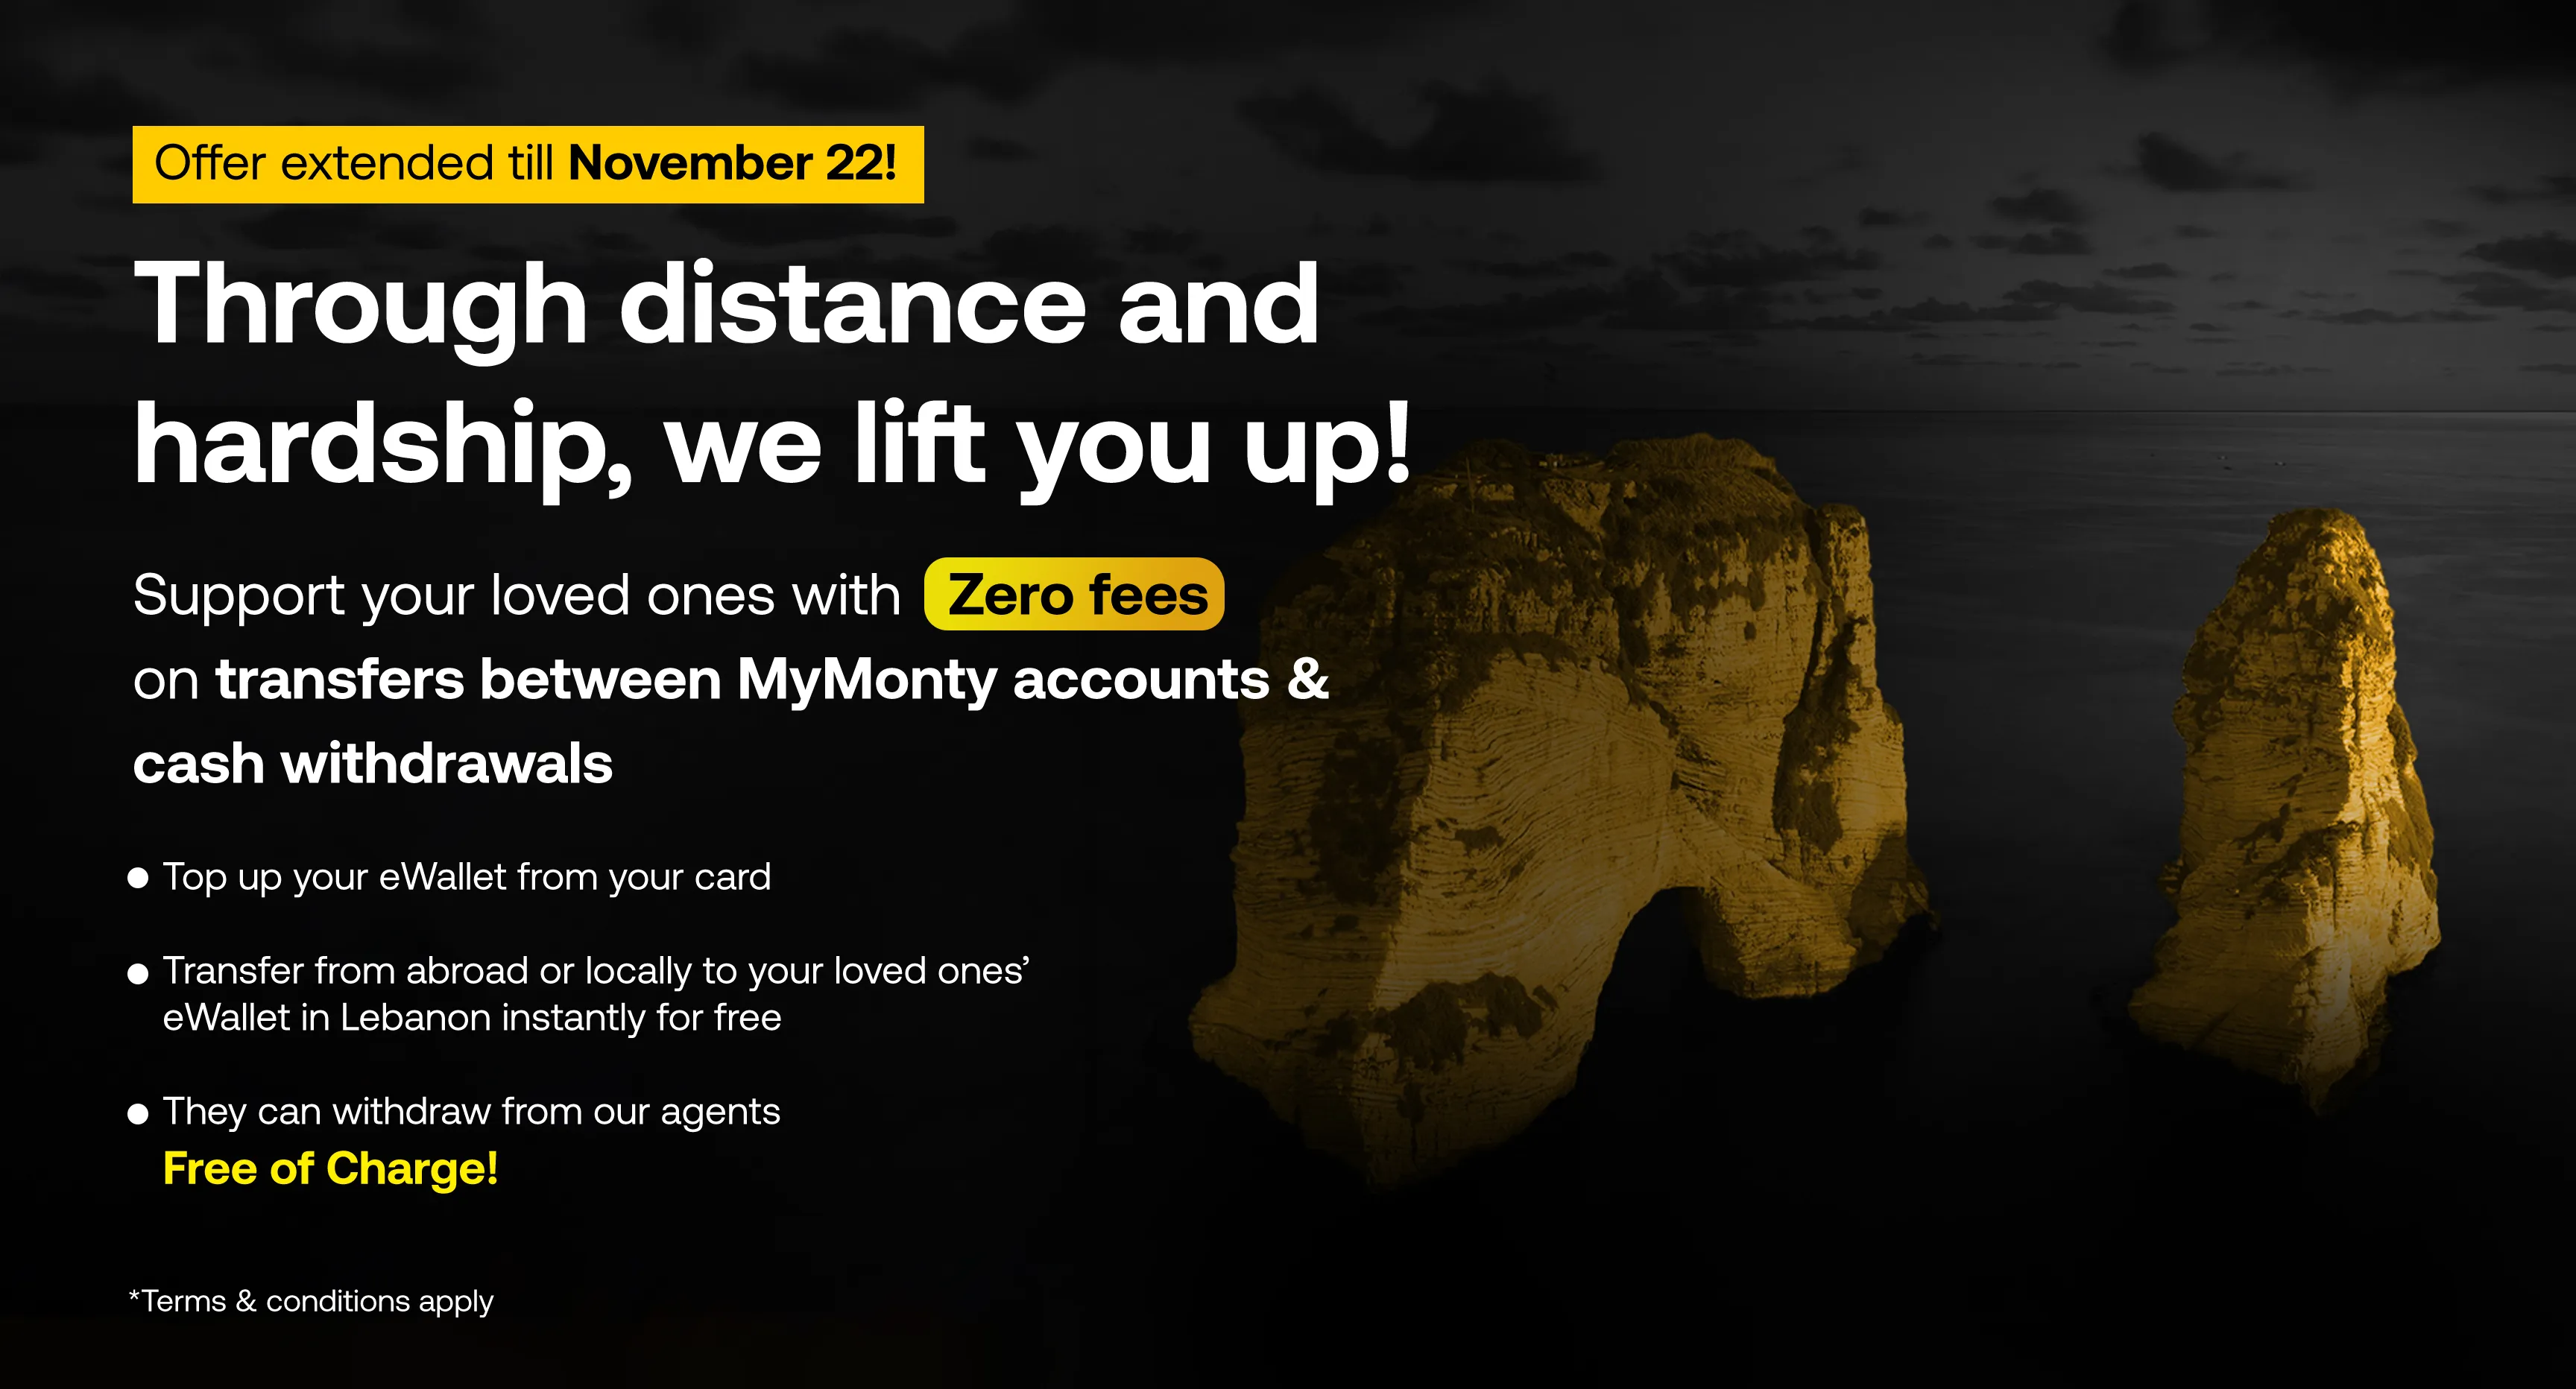 Offer extended till November 22!
Through distance and
hardship, we lift you up!
Support your loved ones with Zero fees
on transfers between MyMonty accounts &
cash withdrawals
● Top up your eWallet from your card
● Transfer from abroad or locally to your loved ones’
eWallet in Lebanon instantly for free
● They can withdraw from our agents
Free of Charge!
*Terms & conditions apply